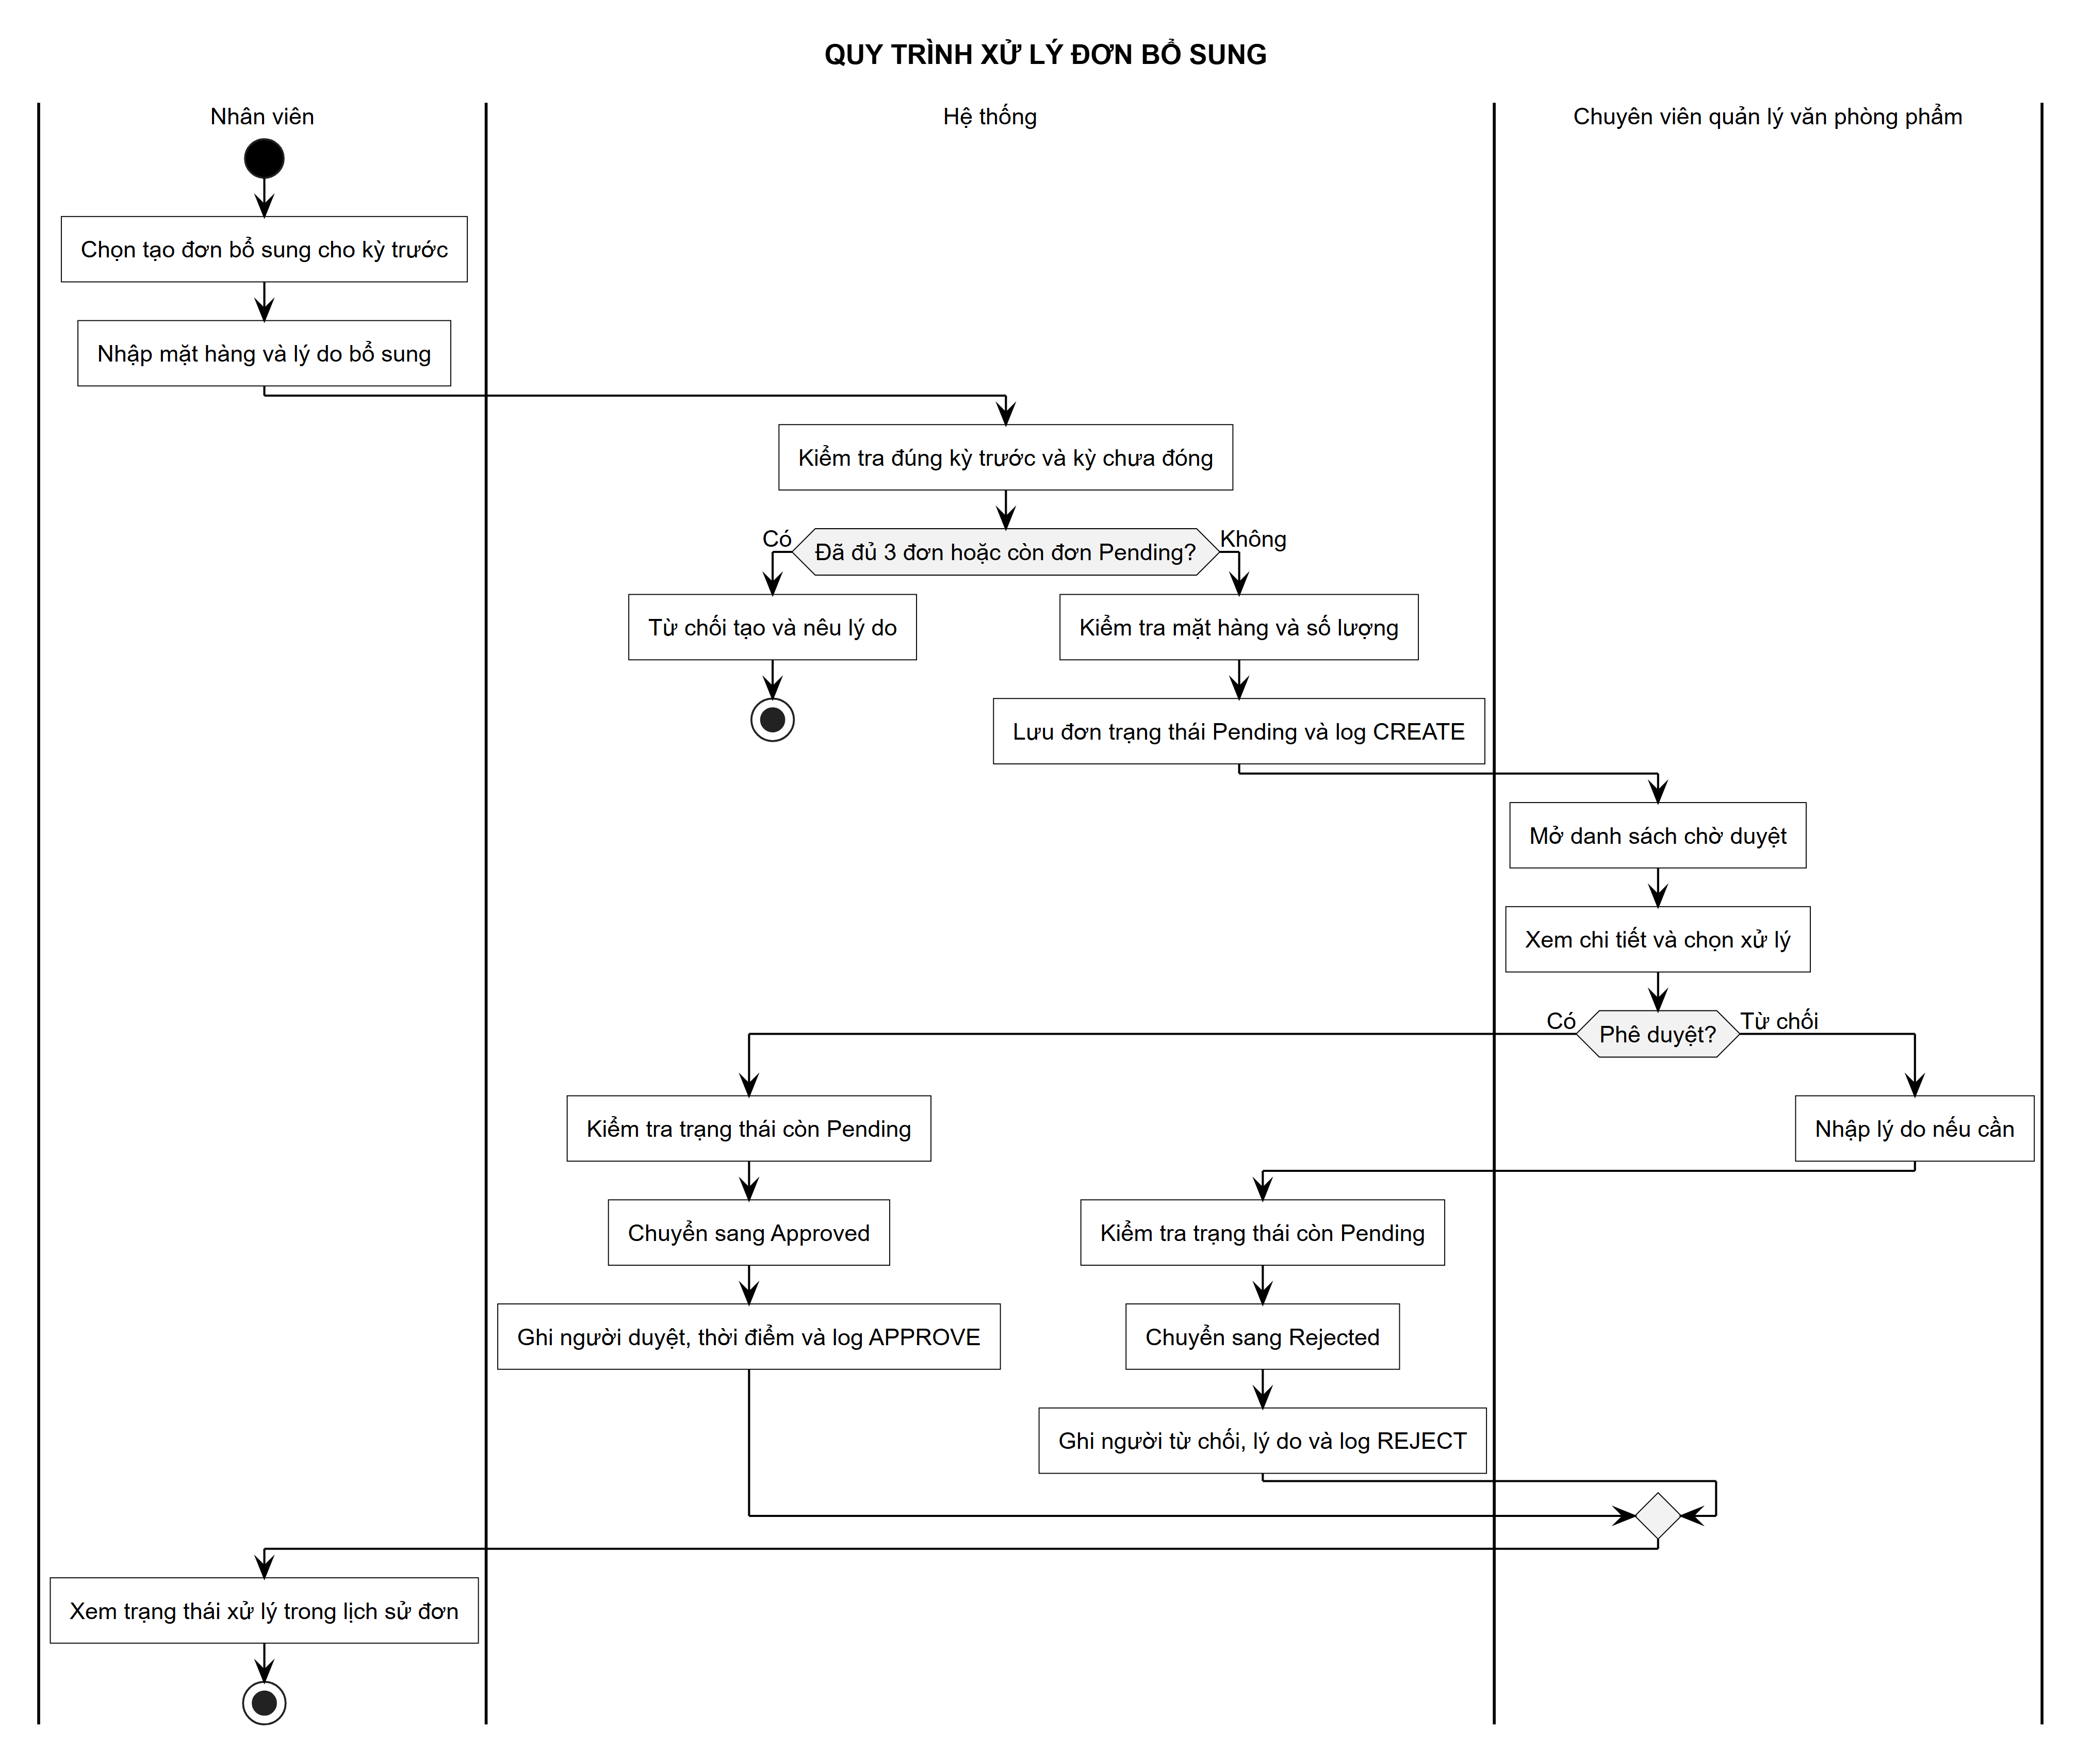 QUY TRÌNH XỬ LÝ ĐƠN BỔ SUNG
Nhân viên
Hệ thống
Chuyên viên quản lý văn phòng phẩm
Chọn tạo đơn bổ sung cho kỳ trước
Nhập mặt hàng và lý do bổ sung
Kiểm tra đúng kỳ trước và kỳ chưa đóng
Có
Đã đủ 3 đơn hoặc còn đơn Pending?
Không
Từ chối tạo và nêu lý do
Kiểm tra mặt hàng và số lượng
Lưu đơn trạng thái Pending và log CREATE
Mở danh sách chờ duyệt
Xem chi tiết và chọn xử lý
Có
Phê duyệt?
Từ chối
Kiểm tra trạng thái còn Pending
Nhập lý do nếu cần
Chuyển sang Approved
Kiểm tra trạng thái còn Pending
Ghi người duyệt, thời điểm và log APPROVE
Chuyển sang Rejected
Ghi người từ chối, lý do và log REJECT
Xem trạng thái xử lý trong lịch sử đơn